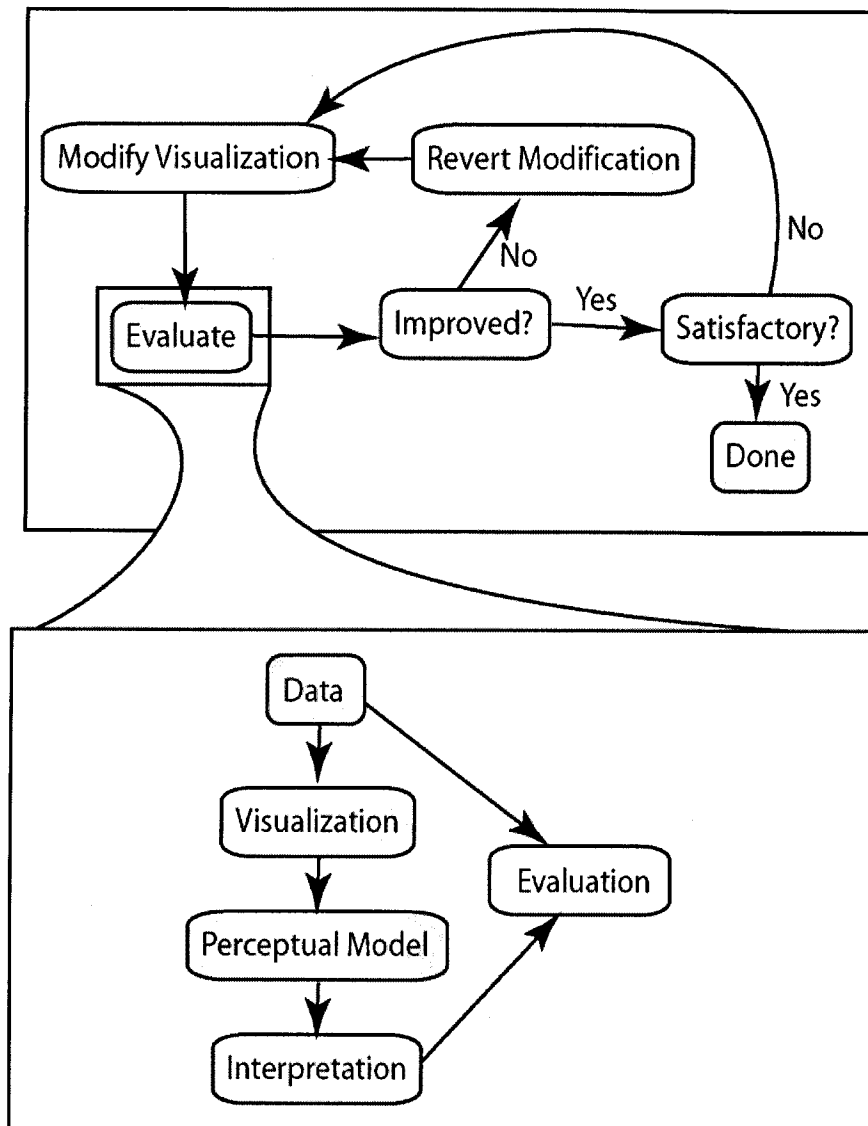 Modify Visualization
Revert Modification
No
No
Evaluate
Improved?
Yes
Satisfactory?
Yes
Done
Data
Visualization
Evaluation
Perceptual Model
Interpretation